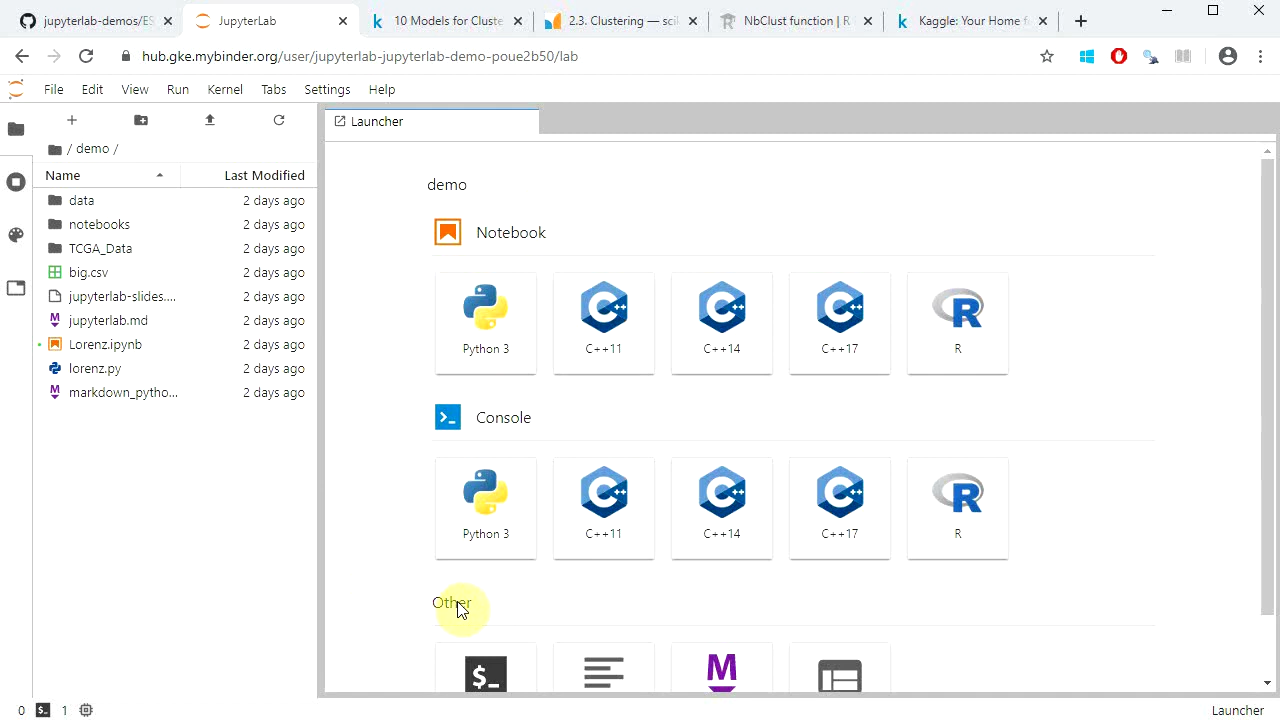 jupyterlab-demos/ES
JupyterLab
10 Models for Cluste
2.3. Clustering — sci
NbClust function | R
Kaggle: Your Home f
hub.gke.mybinder.org/user/jupyterlab-jupyterlab-demo-poue2b50/lab
File Edit View Run Kernel Tabs Settings Help
Launcher
/ demo /
Name Last Modified
data 2 days ago
notebooks 2 days ago
TCGA_Data 2 days ago
big.csv 2 days ago
jupyterlab-slides.... 2 days ago
jupyterlab.md 2 days ago
Lorenz.ipynb 2 days ago
lorenz.py 2 days ago
markdown_pytho... 2 days ago
demo
Notebook
Python 3 C++11 C++14 C++17 R
Console
Python 3 C++11 C++14 C++17 R
Other
$_ M
0 $_ 1 Launcher